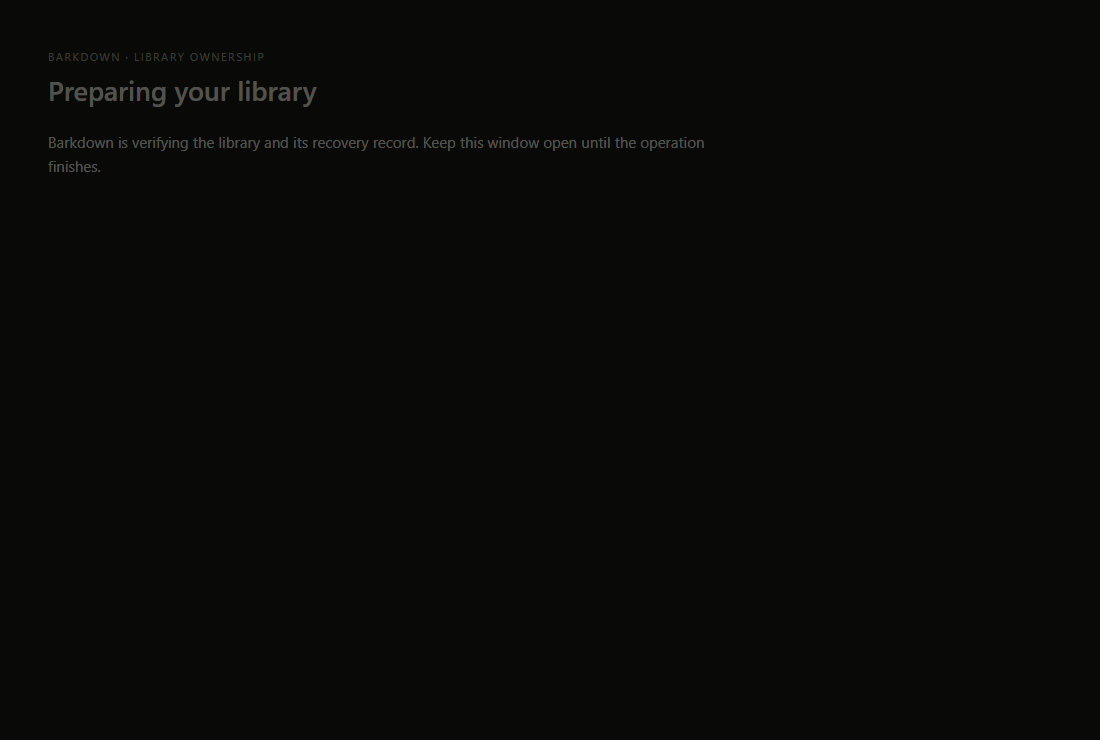 BARKDOWN · LIBRARY OWNERSHIP
Preparing your library
Barkdown is verifying the library and its recovery record. Keep this window open until the operation
finishes.